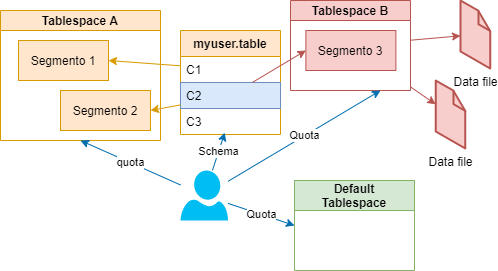 Tablespace A
Segmento 1
Segmento 2
myuser.table
C1
C2
C3
Tablespace B
Segmento 3
Data file
Data file
quota
Schema
Quota
Quota
Default
Tablespace